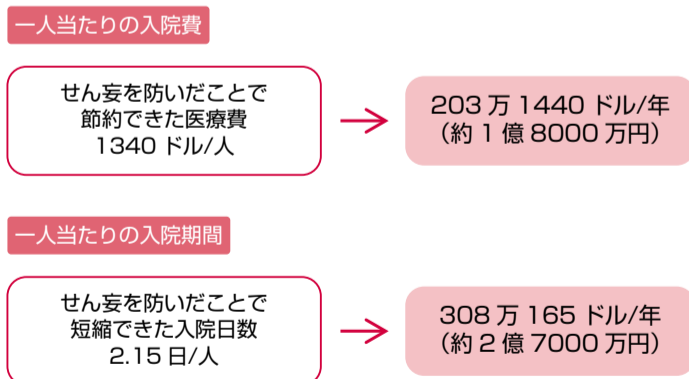 一人当たりの入院費
せん妄を防いだことで
節約できた医療費
1340 ドル/人
203 万 1440 ドル/年
(約 1 億 8000 万円)
一人当たりの入院期間
せん妄を防いだことで
短縮できた入院日数
2.15 日/人
308 万 165 ドル/年
(約 2 億 7000 万円)